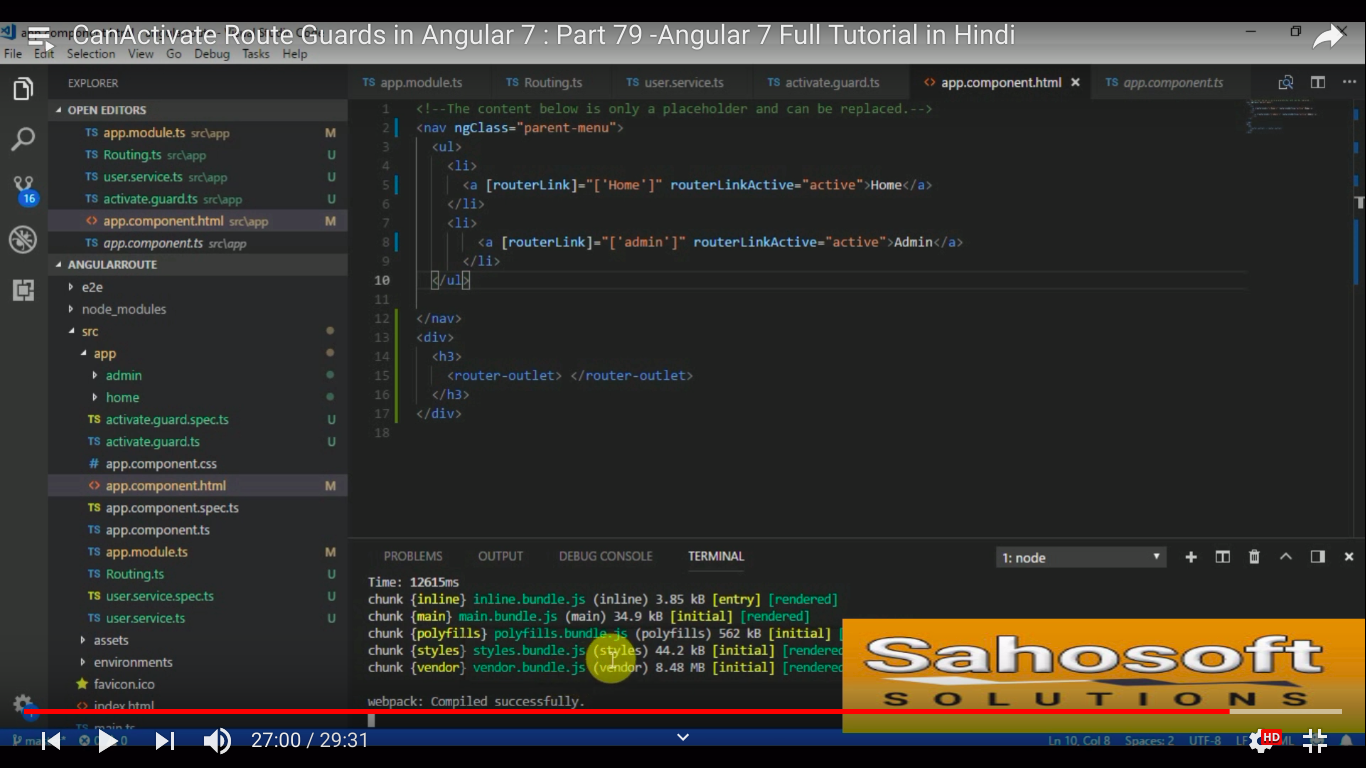 CanActivate Route Guards in Angular 7 : Part 79 -Angular 7 Full Tutorial in Hindi
File Edit Selection View Go Debug Tasks Help
EXPLORER
OPEN EDITORS
TS app.module.ts src\app M
TS Routing.ts src\app U
TS user.service.ts src\app U
TS activate.guard.ts src\app U
<> app.component.html src\app M
TS app.component.ts src\app
16
ANGULARROUTE
e2e
node_modules
src
app
admin
home
TS activate.guard.spec.ts U
TS activate.guard.ts U
# app.component.css
<> app.component.html M
TS app.component.spec.ts
TS app.component.ts
TS app.module.ts M
TS Routing.ts U
TS user.service.spec.ts U
TS user.service.ts U
assets
environments
favicon.ico
<> index.html
TS main.ts
TS app.module.ts TS Routing.ts TS user.service.ts TS activate.guard.ts <> app.component.html × TS app.component.ts
1 <!--The content below is only a placeholder and can be replaced.-->
2 <nav ngClass="parent-menu">
3 <ul>
4 <li>
5 <a [routerLink]="['Home']" routerLinkActive="active">Home</a>
6 </li>
7 <li>
8 <a [routerLink]="['admin']" routerLinkActive="active">Admin</a>
9 </li>
10 </ul>
11
12 </nav>
13 <div>
14 <h3>
15 <router-outlet> </router-outlet>
16 </h3>
17 </div>
18
PROBLEMS OUTPUT DEBUG CONSOLE TERMINAL 1: node
Time: 12615ms
chunk {inline} inline.bundle.js (inline) 3.85 kB [entry] [rendered]
chunk {main} main.bundle.js (main) 34.9 kB [initial] [rendered]
chunk {polyfills} polyfills.bundle.js (polyfills) 562 kB [initial] [
chunk {styles} styles.bundle.js (styles) 44.2 kB [initial] [rendered
chunk {vendor} vendor.bundle.js (vendor) 8.48 MB [initial] [rendered
webpack: Compiled successfully.
Sahosoft
SOLUTIONS
27:00 / 29:31
Ln 10, Col 8 Spaces: 2 UTF-8
HD